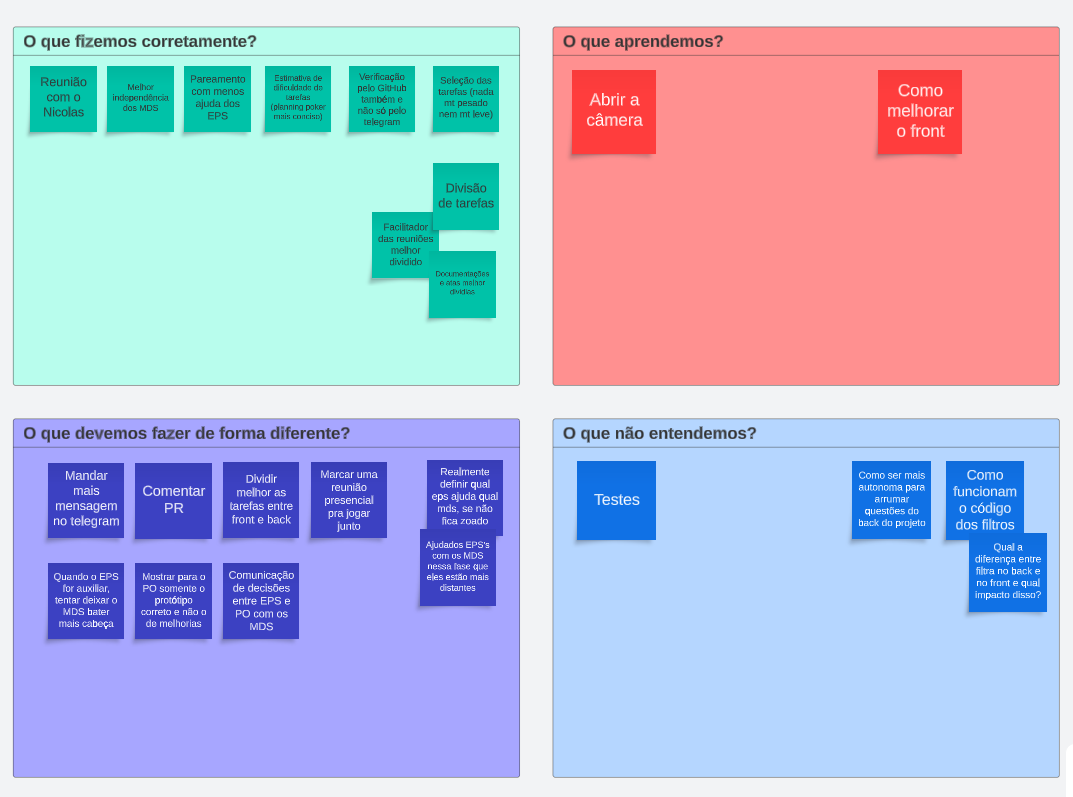 O que fizemos corretamente?
Reunião
com o
Nicolas
Melhor
independência
dos MDS
Pareamento
com menos
ajuda dos
EPS
Estimativa de
dificuldade de
tarefas
(planning poker
mais conciso)
Verificação
pelo GitHub
também e
não só pelo
telegram
Seleção das
tarefas (nada
mt pesado
nem mt leve)
Divisão
de tarefas
Facilitador
das reuniões
melhor
dividido
Documentações
e atas melhor
dividias
O que aprendemos?
Abrir a
câmera
Como
melhorar
o front
O que devemos fazer de forma diferente?
Mandar
mais
mensagem
no telegram
Comentar
PR
Dividir
melhor as
tarefas entre
front e back
Marcar uma
reunião
presencial
pra jogar
junto
Realmente
definir qual
eps ajuda qual
mds, se não
fica zoado
Ajudados EPS's
com os MDS
nessa fase que
eles estão mais
distantes
Quando o EPS
for auxiliar,
tentar deixar o
MDS bater
mais cabeça
Mostrar para o
PO somente o
protótipo
correto e não o
de melhorias
Comunicação
de decisões
entre EPS e
PO com os
MDS
O que não entendemos?
Testes
Como ser mais
autonoma para
arrumar
questões do
back do projeto
Como
funcionam
o código
dos filtros
Qual a
diferença entre
filtra no back e
no front e qual
impacto disso?